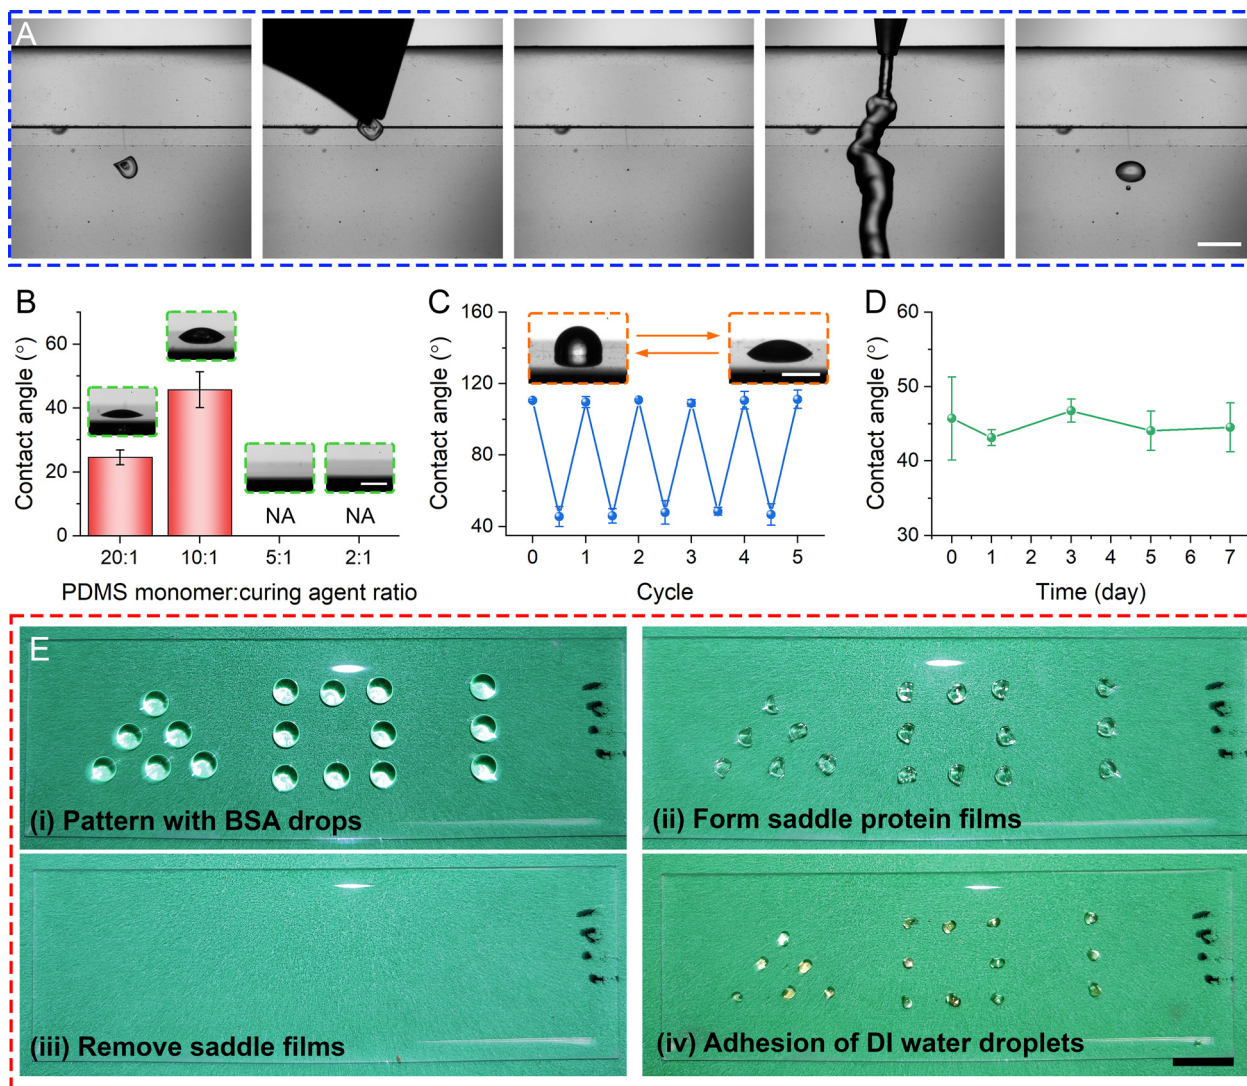 A
B
Contact angle (°)
60
40
20
0
NA
NA
20:1
10:1
5:1
2:1
PDMS monomer:curing agent ratio
C
Contact angle (°)
160
120
80
40
0
1
2
3
4
5
Cycle
D
Contact angle (°)
60
50
40
30
0
1
2
3
4
5
6
7
Time (day)
E
(i) Pattern with BSA drops
(ii) Form saddle protein films
(iii) Remove saddle films
(iv) Adhesion of DI water droplets